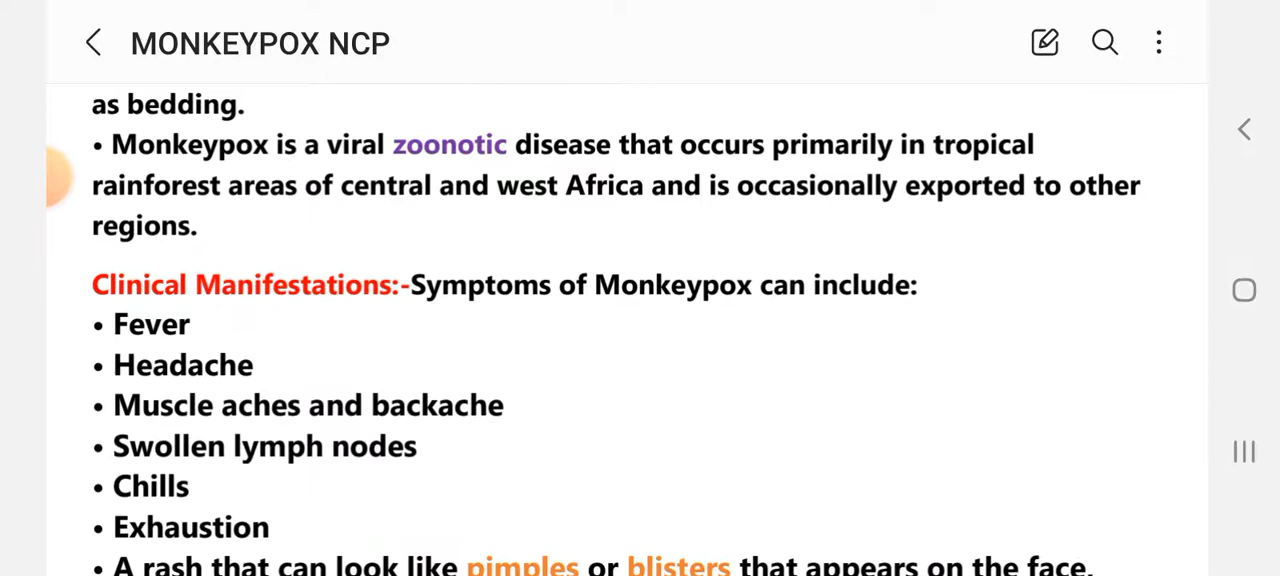 MONKEYPOX NCP
as bedding.
• Monkeypox is a viral zoonotic disease that occurs primarily in tropical
rainforest areas of central and west Africa and is occasionally exported to other
regions.
Clinical Manifestations:-Symptoms of Monkeypox can include:
• Fever
• Headache
• Muscle aches and backache
• Swollen lymph nodes
• Chills
• Exhaustion
• A rash that can look like pimples or blisters that appears on the face,